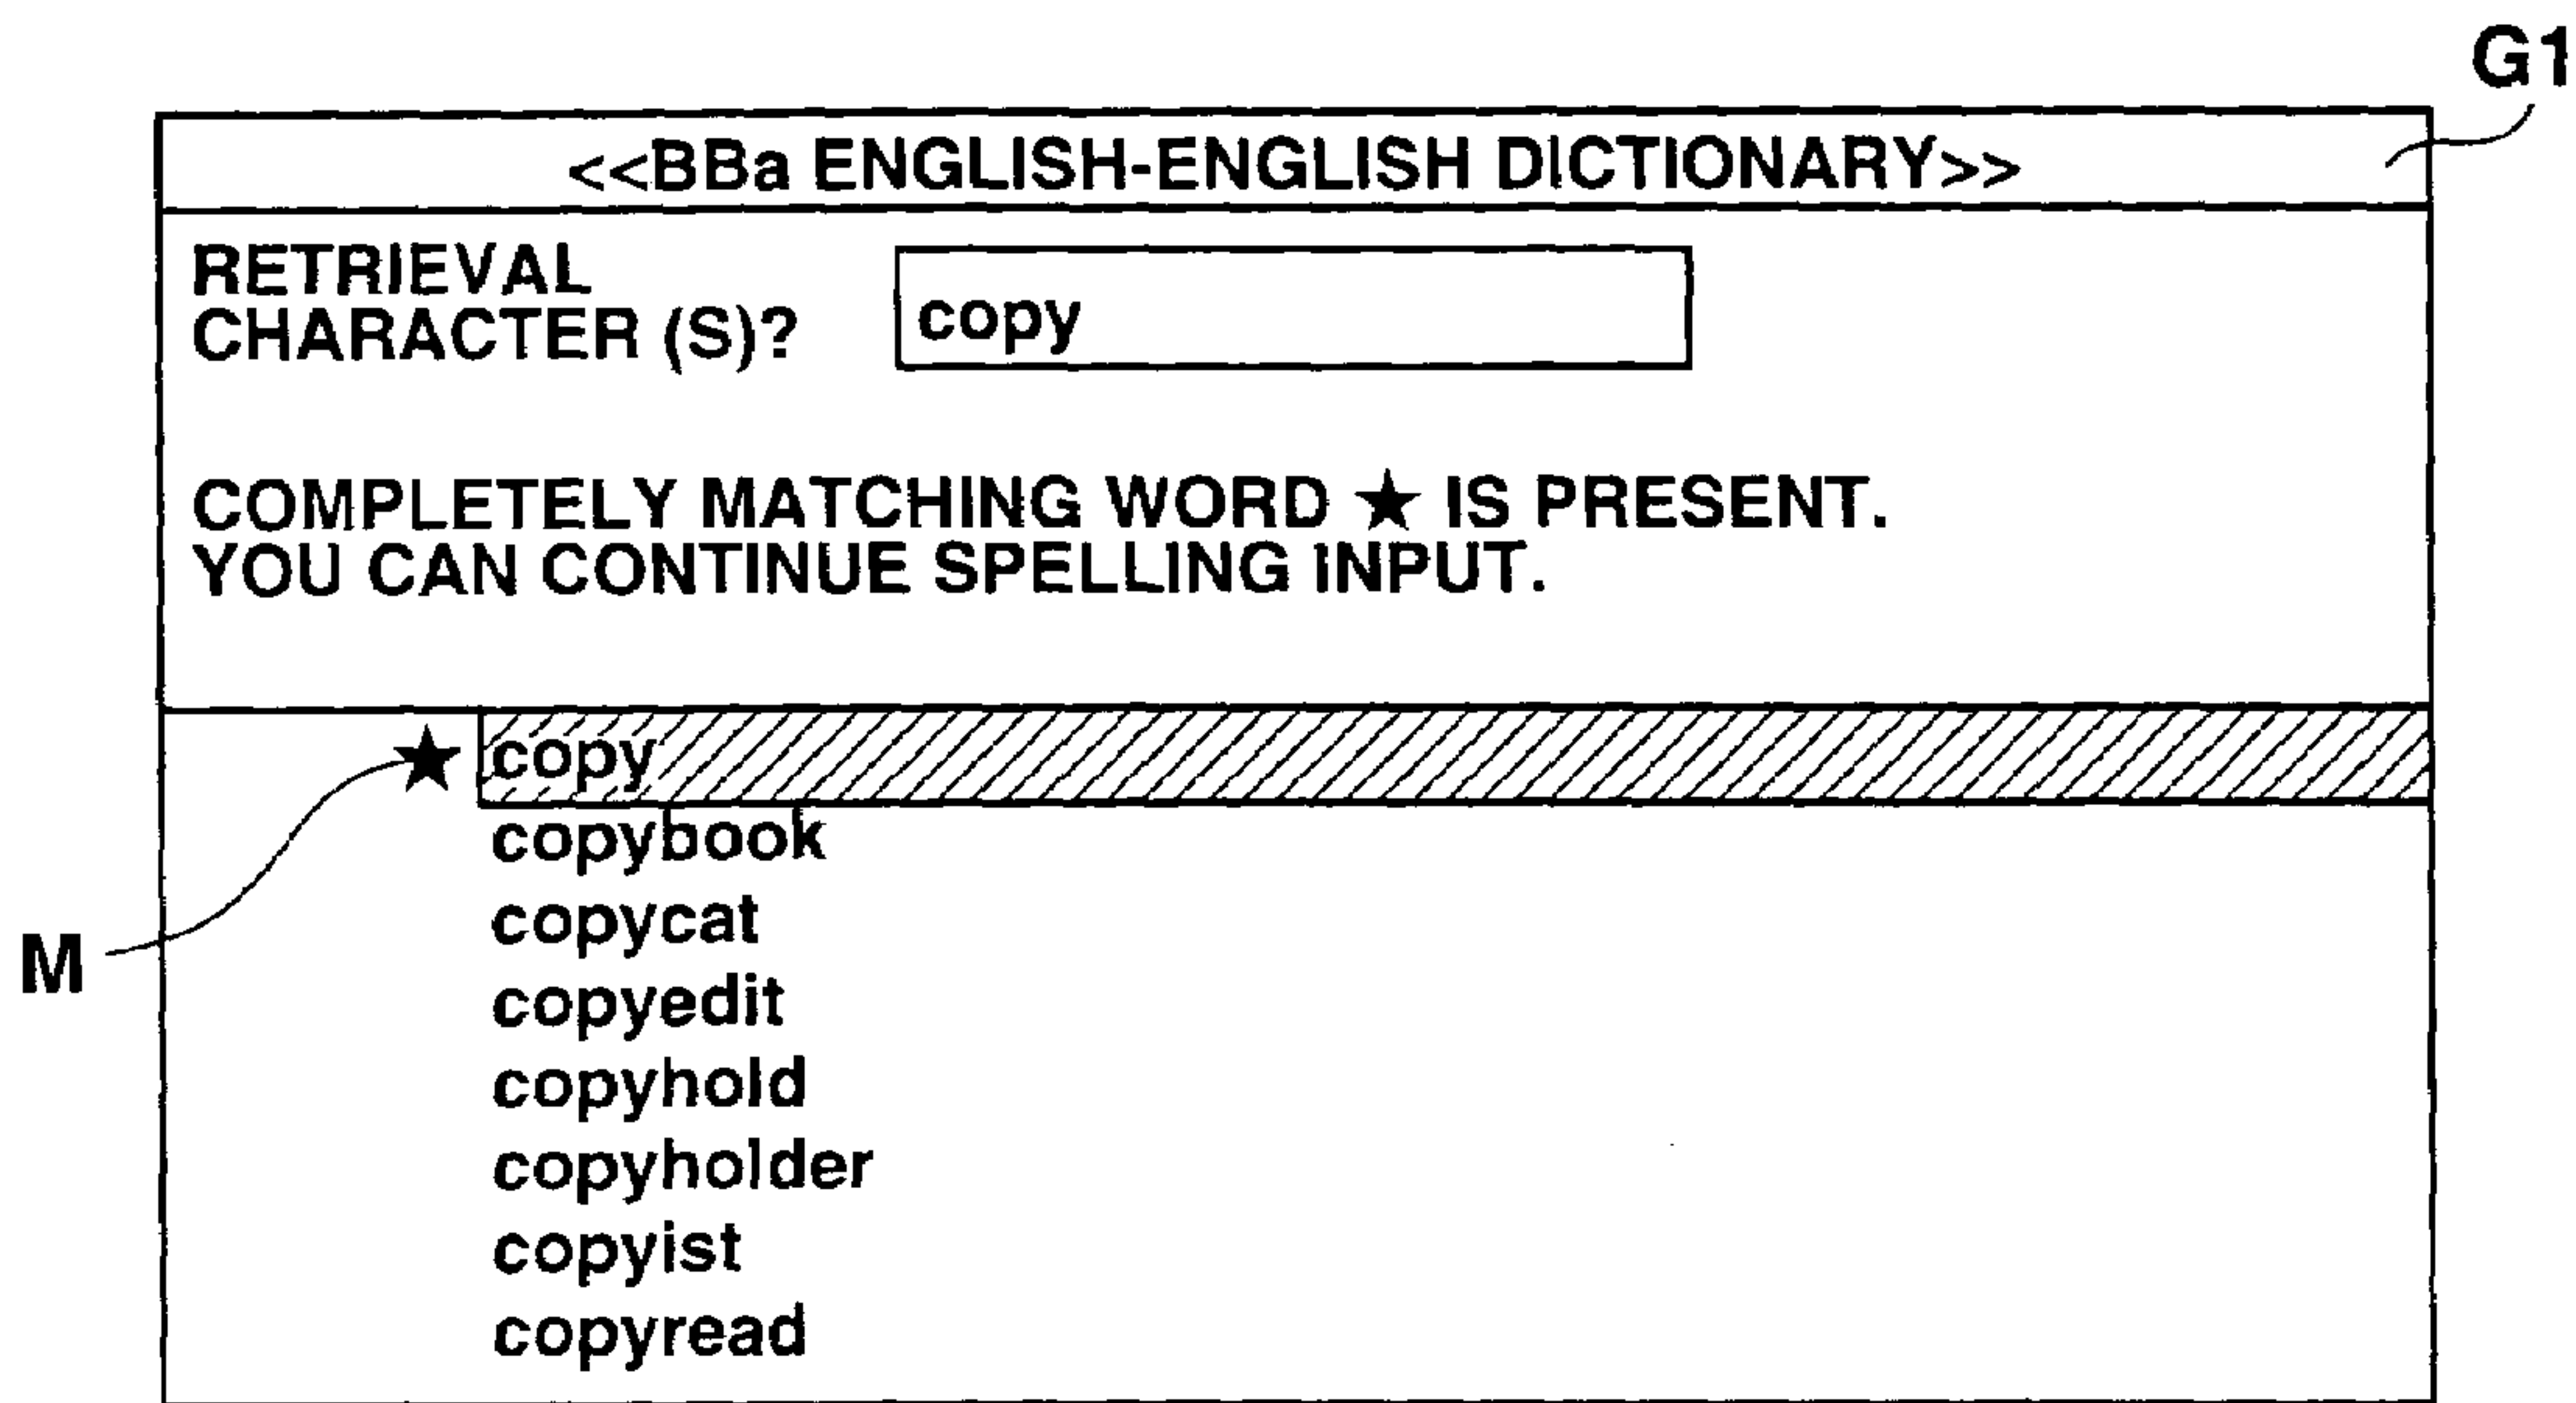 G1
<<BBa ENGLISH-ENGLISH DICTIONARY>>
RETRIEVAL
CHARACTER (S)?
copy
COMPLETELY MATCHING WORD ★ IS PRESENT.
YOU CAN CONTINUE SPELLING INPUT.
★ copy
copybook
copycat
M
copyedit
copyhold
copyholder
copyist
copyread